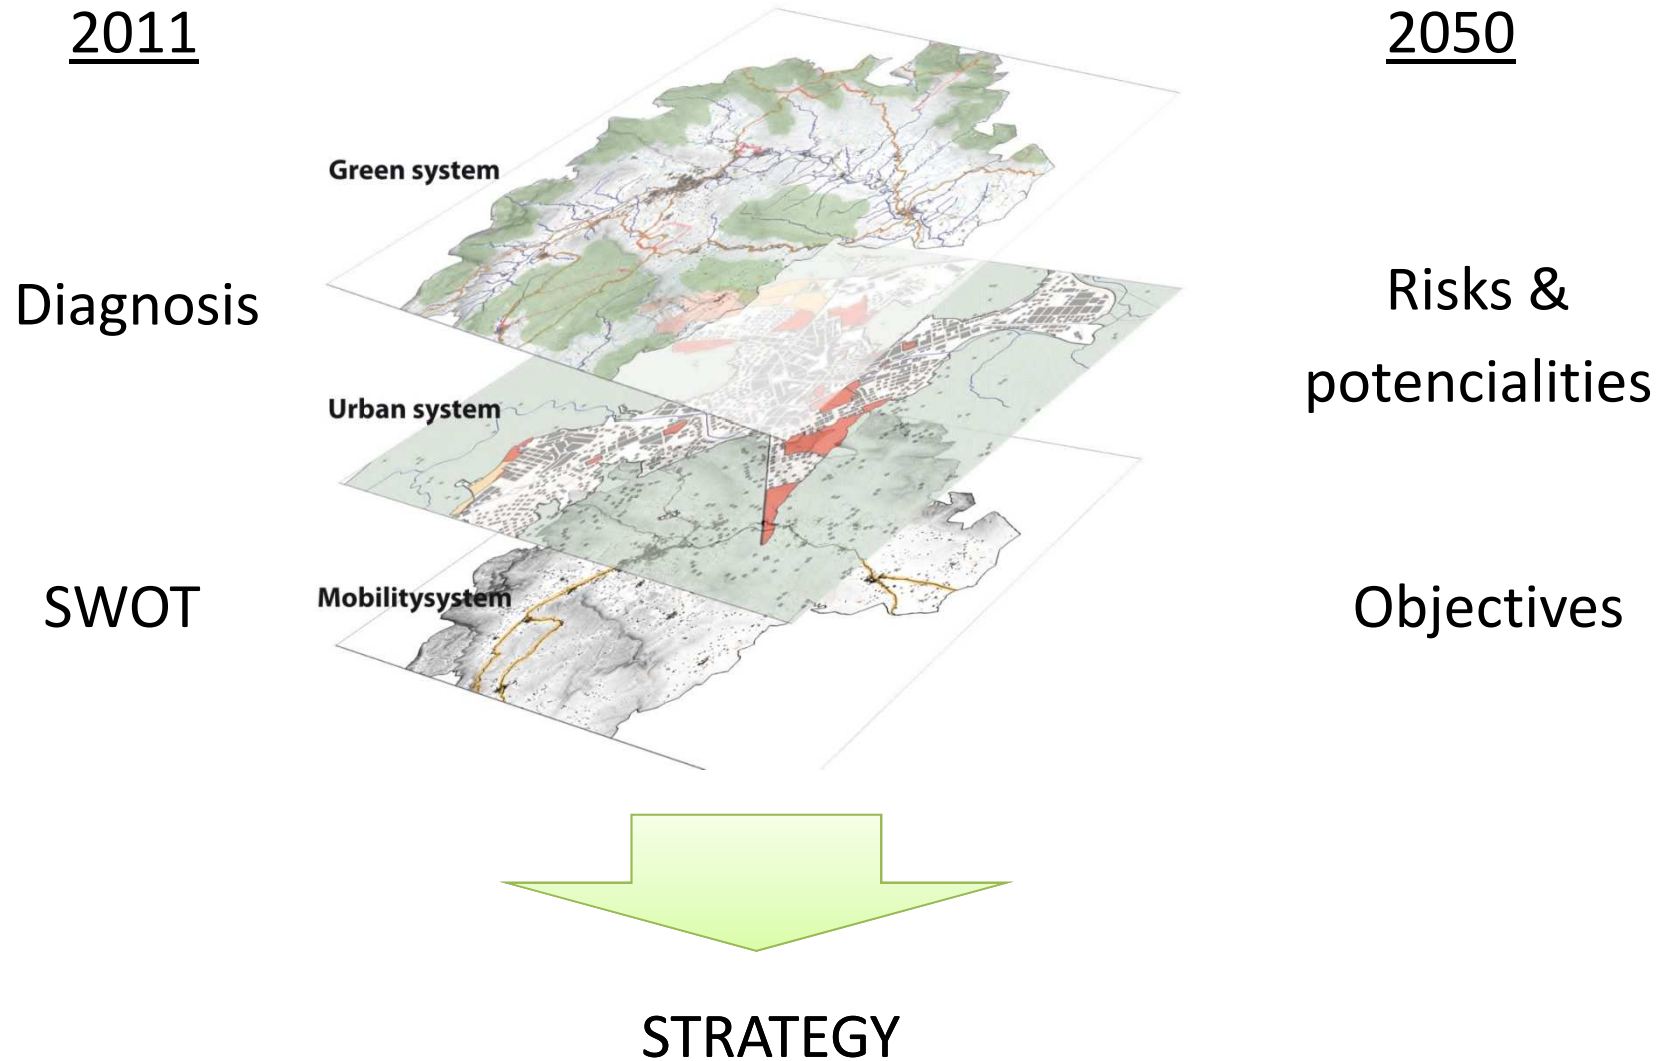 2011
2050
Green system
Diagnosis
Risks &
potencialities
Urban system
SWOT
Mobilitysystem
Objectives
STRATEGY